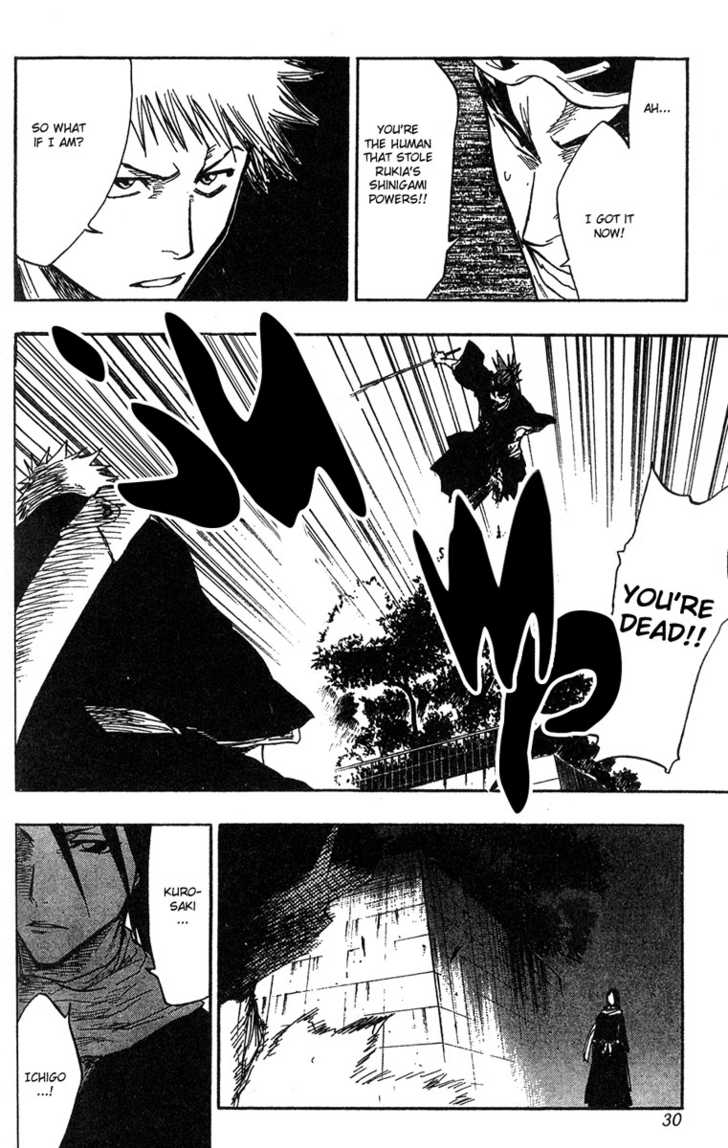 AH...
I GOT IT
NOW!
YOU'RE
THE HUMAN
THAT STOLE
RUKIA'S
SHINIGAMI
POWERS!!
SO WHAT
IF I AM?
YOU'RE
DEAD!!
KURO-
SAKI
...
ICHIGO
...!
30